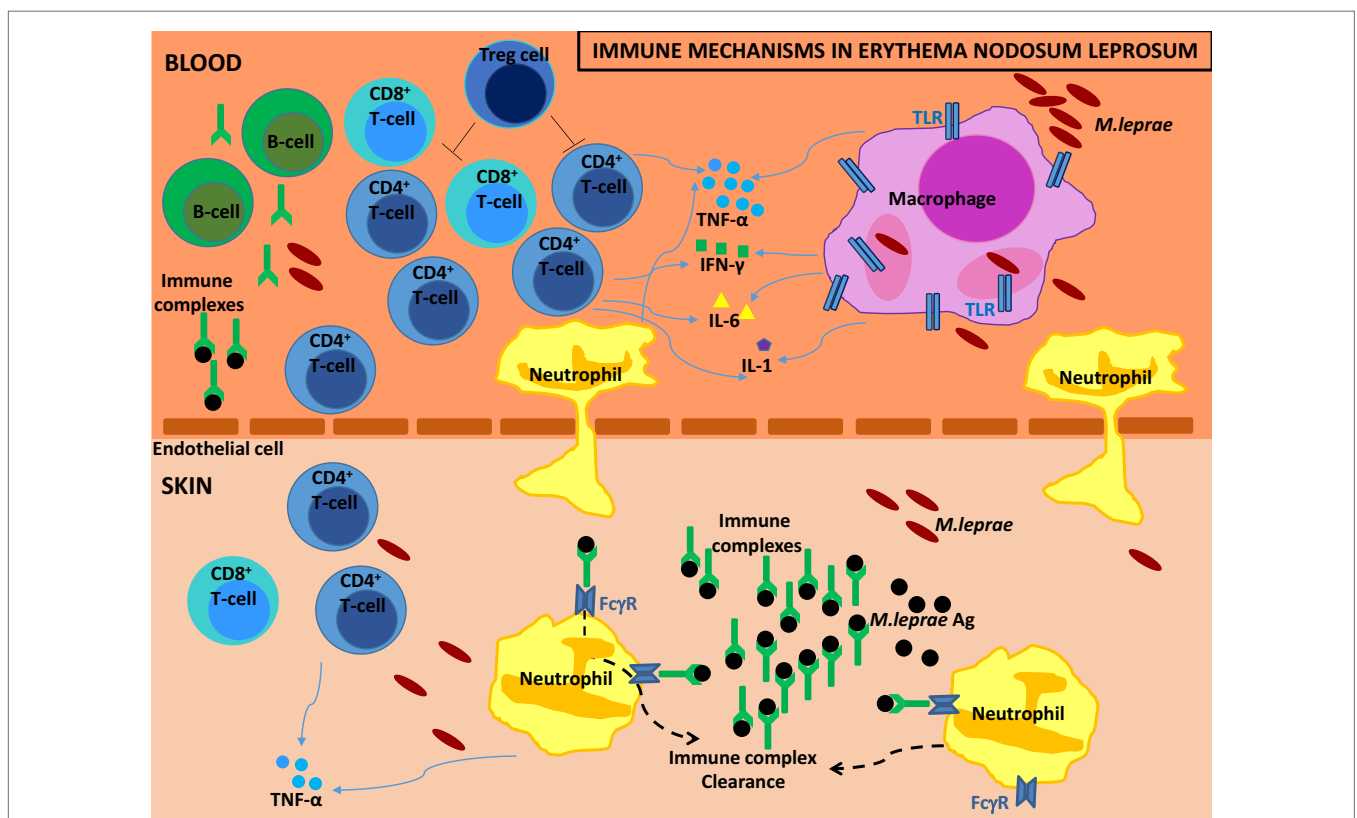 IMMUNE MECHANISMS IN ERYTHEMA NODOSUM LEPROSUM
BLOOD
Treg cell
CD8⁺
T-cell
B-cell
B-cell
CD4⁺
T-cell
CD8⁺
T-cell
CD4⁺
T-cell
TNF-α
TLR
M.leprae
Macrophage
CD4⁺
T-cell
CD4⁺
T-cell
IFN-γ
Immune
complexes
IL-6
TLR
IL-1
CD4⁺
T-cell
Neutrophil
Neutrophil
Endothelial cell
SKIN
CD4⁺
T-cell
CD8⁺
T-cell
CD4⁺
T-cell
Immune
complexes
M.leprae
FcγR
M.leprae Ag
Neutrophil
Neutrophil
Immune complex
Clearance
TNF-α
FcγR